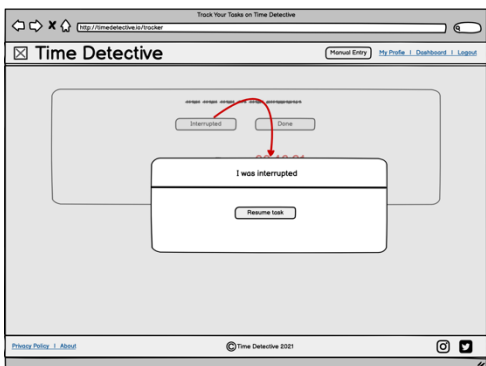 Track Your Tasks on Time Detective
http://timedetective.io/tracker
Time Detective
Manual Entry
My Profile | Dashboard | Logout
Interrupted
Done
I was interrupted
Resume task
Privacy Policy | About
© Time Detective 2021